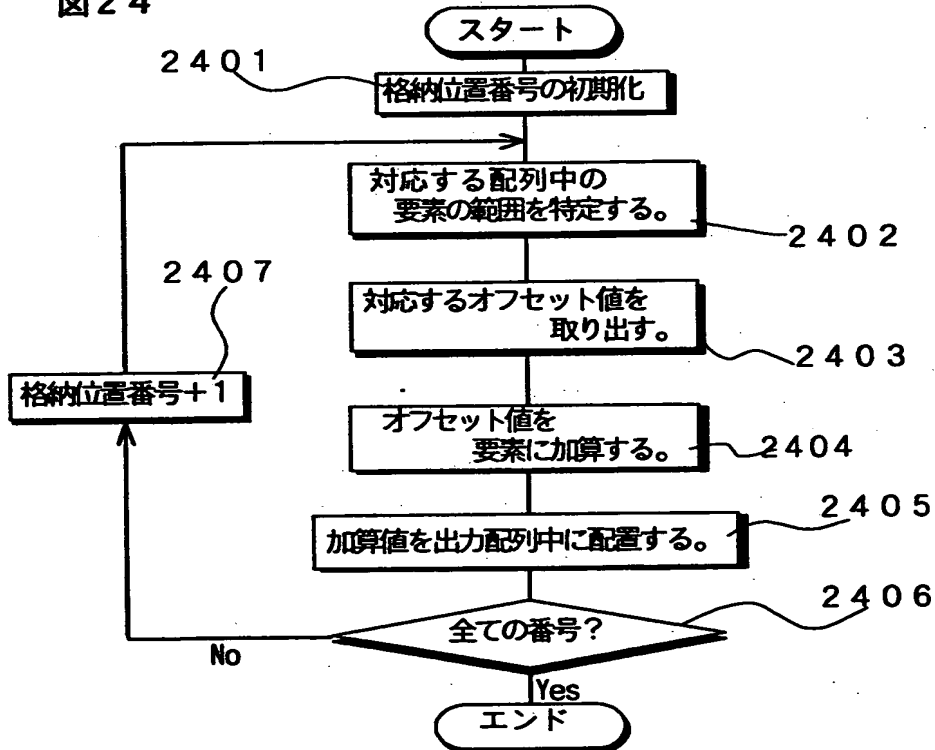 図24
スタート
2401
格納位置番号の初期化
対応する配列中の
要素の範囲を特定する。
2402
2407
対応するオフセット値を
取り出す。
2403
格納位置番号+1
オフセット値を
要素に加算する。
2404
2405
加算値を出力配列中に配置する。
2406
全ての番号?
No
Yes
エンド